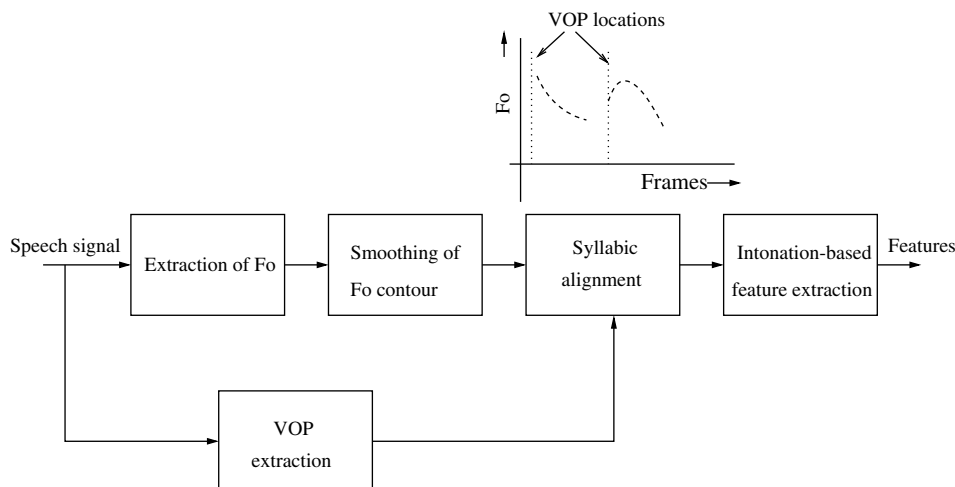 VOP locations
Fo
Frames
Speech signal
Extraction of Fo
Smoothing of
Fo contour
Syllabic
alignment
Intonation-based
feature extraction
Features
VOP
extraction